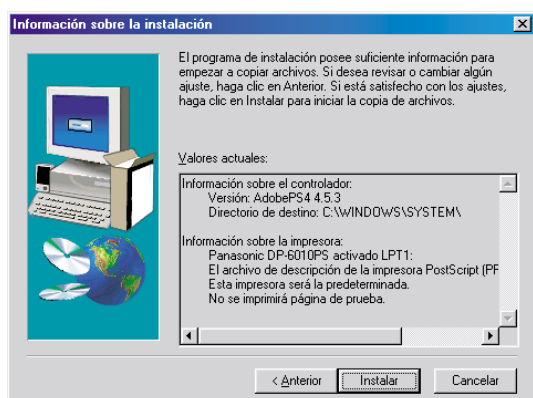 Información sobre la instalación
El programa de instalación posee suficiente información para
empezar a copiar archivos. Si desea revisar o cambiar algún
ajuste, haga clic en Anterior. Si está satisfecho con los ajustes,
haga clic en Instalar para iniciar la copia de archivos.
Valores actuales:
Información sobre el controlador:
Versión: AdobePS4 4.5.3
Directorio de destino: C:\WINDOWS\SYSTEM\
Información sobre la impresora:
Panasonic DP-6010PS activado LPT1:
El archivo de descripción de la impresora PostScript (PF
Esta impresora será la predeterminada.
No se imprimirá página de prueba.
< Anterior
Instalar
Cancelar